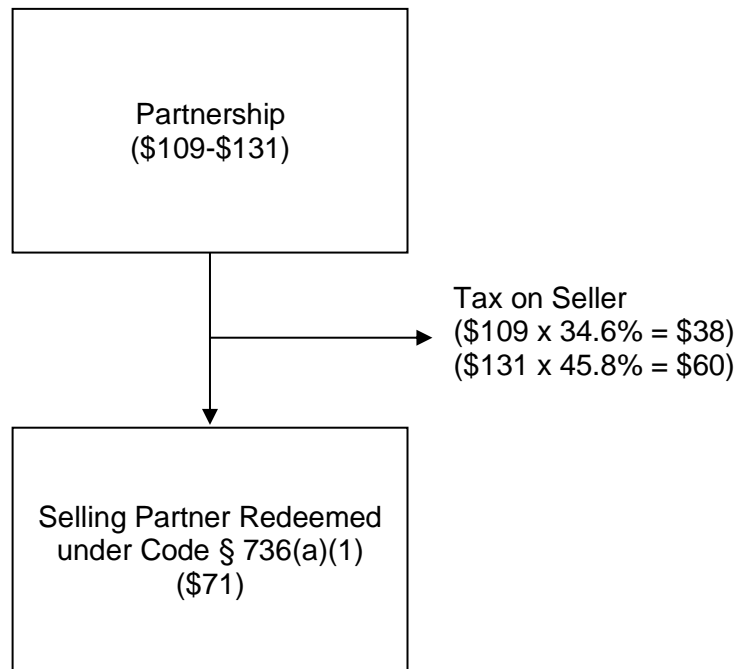 Partnership
($109-$131)
Tax on Seller
($109 x 34.6% = $38)
($131 x 45.8% = $60)
Selling Partner Redeemed
under Code § 736(a)(1)
($71)